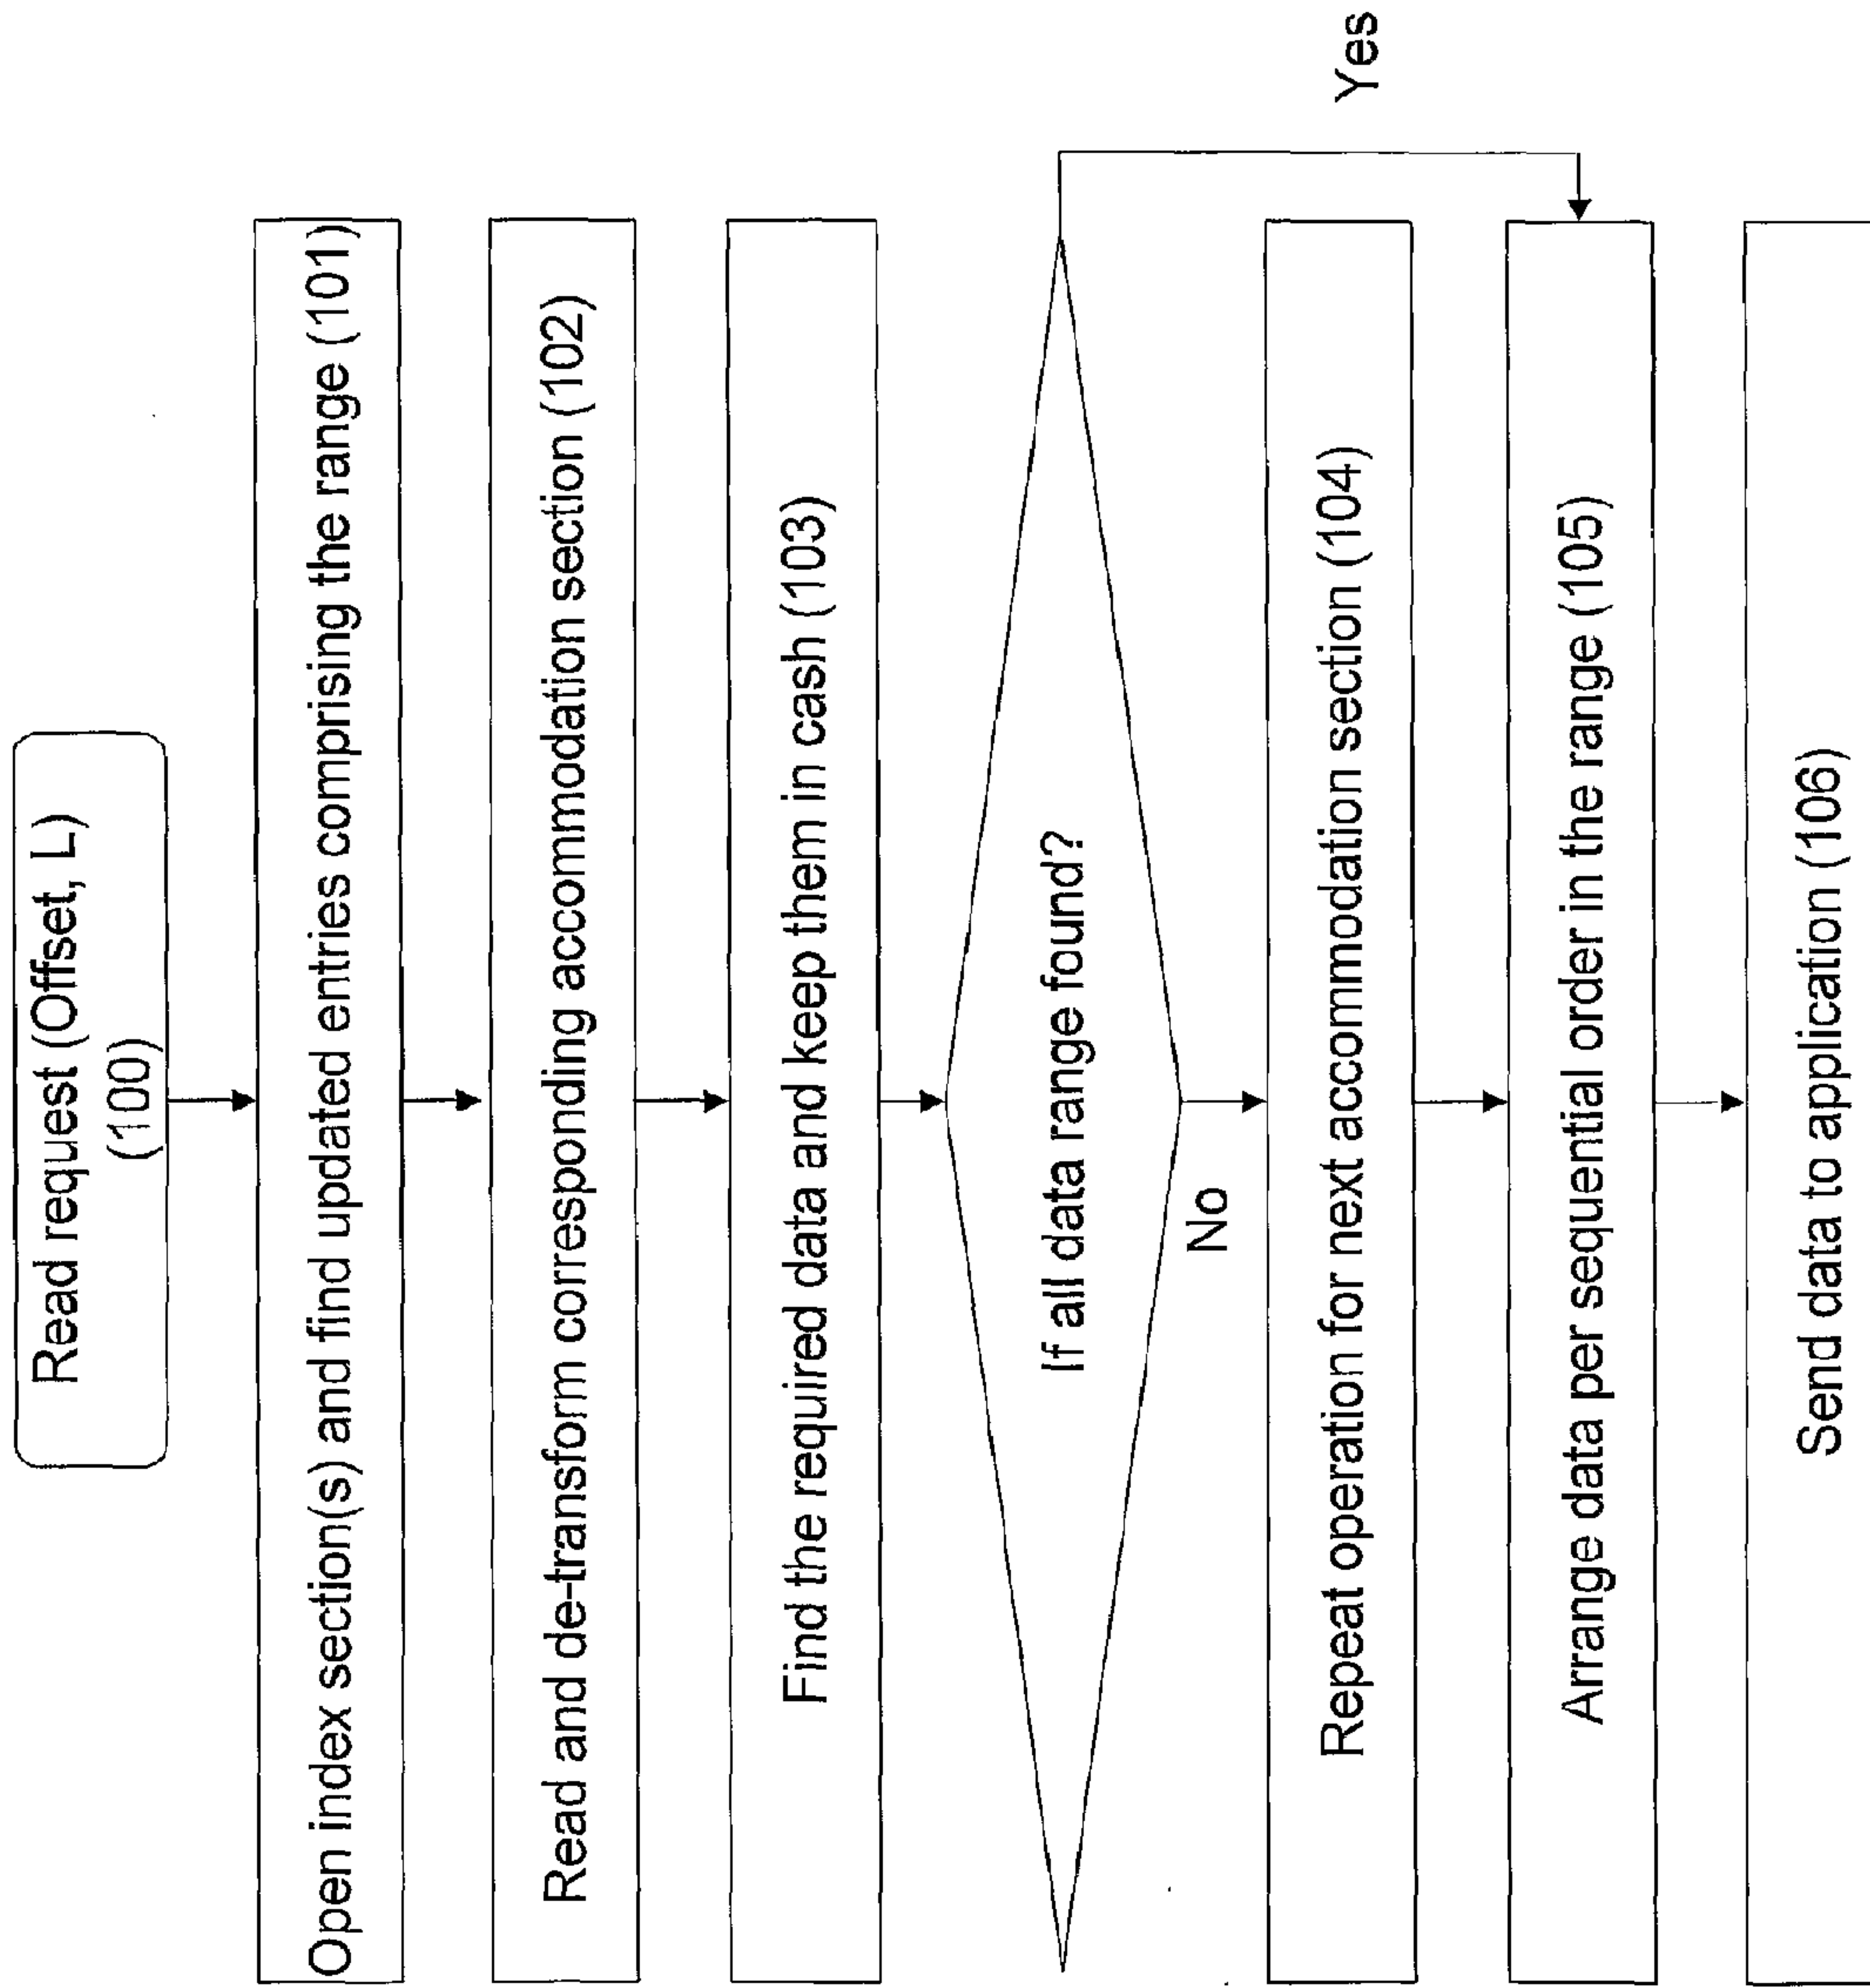 Read request (Offset, L)
(100)
Open index section(s) and find updated entries comprising the range (101)
Read and de-transform corresponding accommodation section (102)
Find the required data and keep them in cash (103)
If all data range found?
Yes
No
Repeat operation for next accommodation section (104)
Arrange data per sequential order in the range (105)
Send data to application (106)